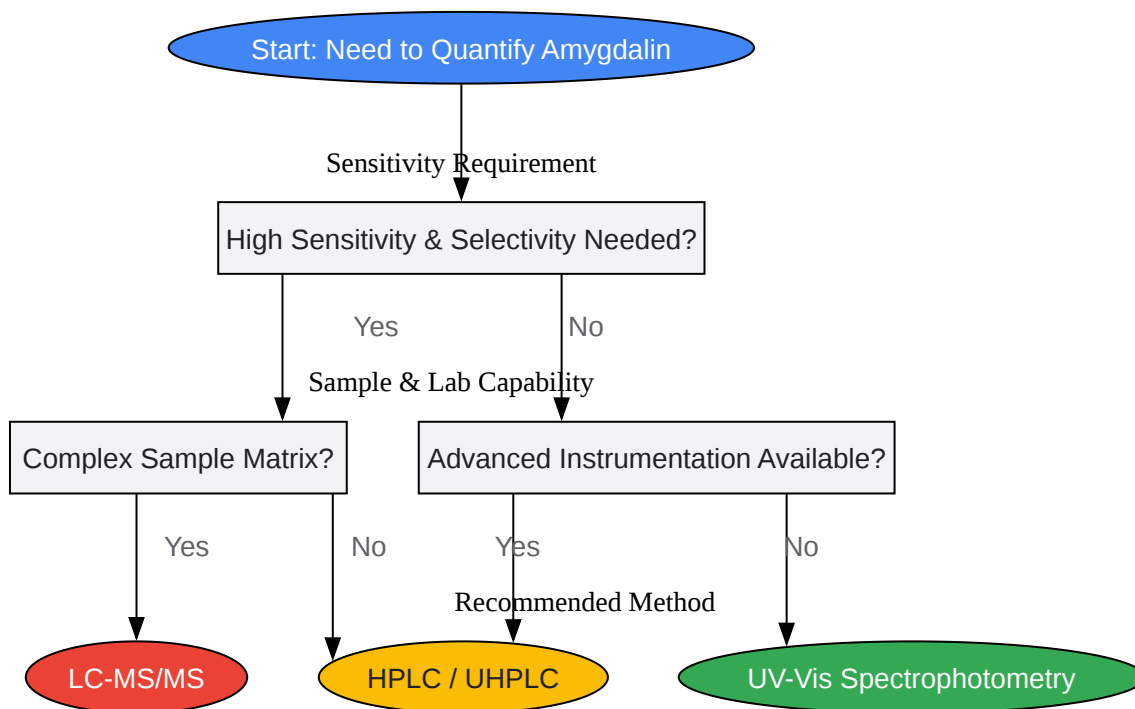 Start: Need to Quantify Amygdalin
Sensitivity Requirement
High Sensitivity & Selectivity Needed?
Yes
No
Sample & Lab Capability
Complex Sample Matrix?
Advanced Instrumentation Available?
Yes
No
Yes
No
Recommended Method
LC-MS/MS
HPLC / UHPLC
UV-Vis Spectrophotometry